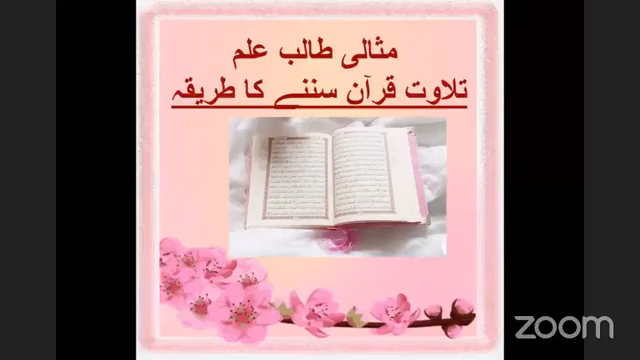 مثالی طالب علم
تلاوت قرآن سننے کا طریقہ
zoom